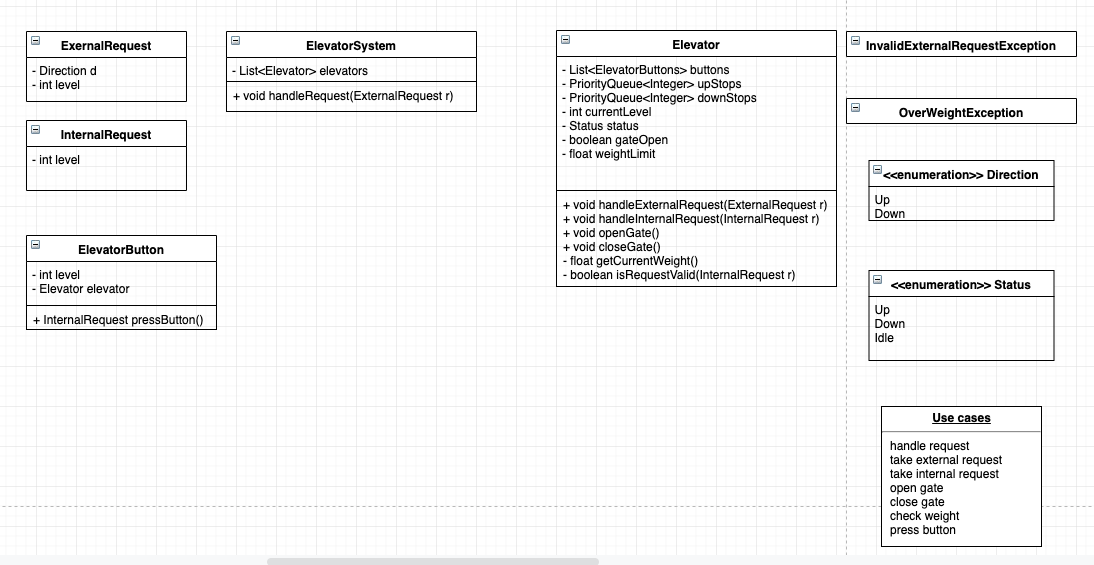 ExernalRequest
- Direction d
- int level
InternalRequest
- int level
ElevatorButton
- int level
- Elevator elevator
+ InternalRequest pressButton()
ElevatorSystem
- List<Elevator> elevators
+ void handleRequest(ExternalRequest r)
Elevator
- List<ElevatorButtons> buttons
- PriorityQueue<Integer> upStops
- PriorityQueue<Integer> downStops
- int currentLevel
- Status status
- boolean gateOpen
- float weightLimit
+ void handleExternalRequest(ExternalRequest r)
+ void handleInternalRequest(InternalRequest r)
+ void openGate()
+ void closeGate()
- float getCurrentWeight()
- boolean isRequestValid(InternalRequest r)
InvalidExternalRequestException
OverWeightException
<<enumeration>> Direction
Up
Down
<<enumeration>> Status
Up
Down
Idle
Use cases
handle request
take external request
take internal request
open gate
close gate
check weight
press button